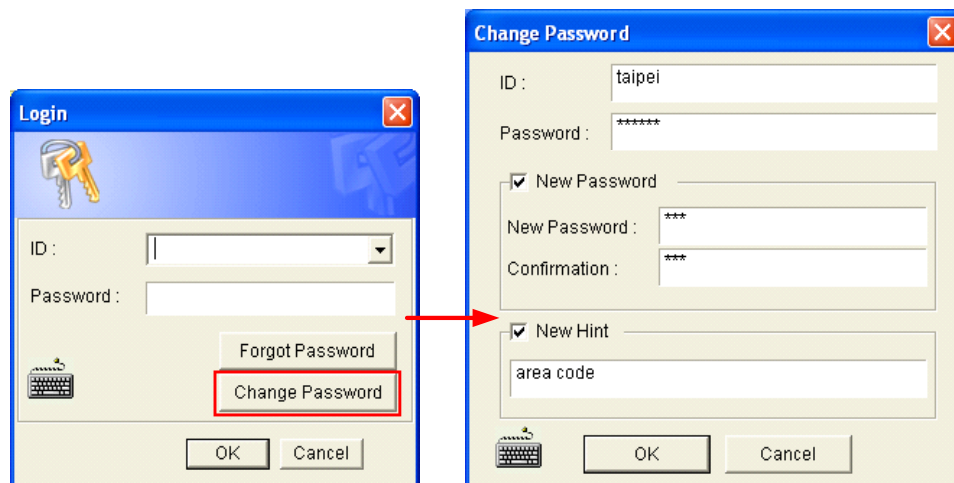 Login
ID :
Password :
Forgot Password
Change Password
OK Cancel
Change Password
ID : taipei
Password : ******
New Password
New Password : ***
Confirmation : ***
New Hint
area code
OK Cancel